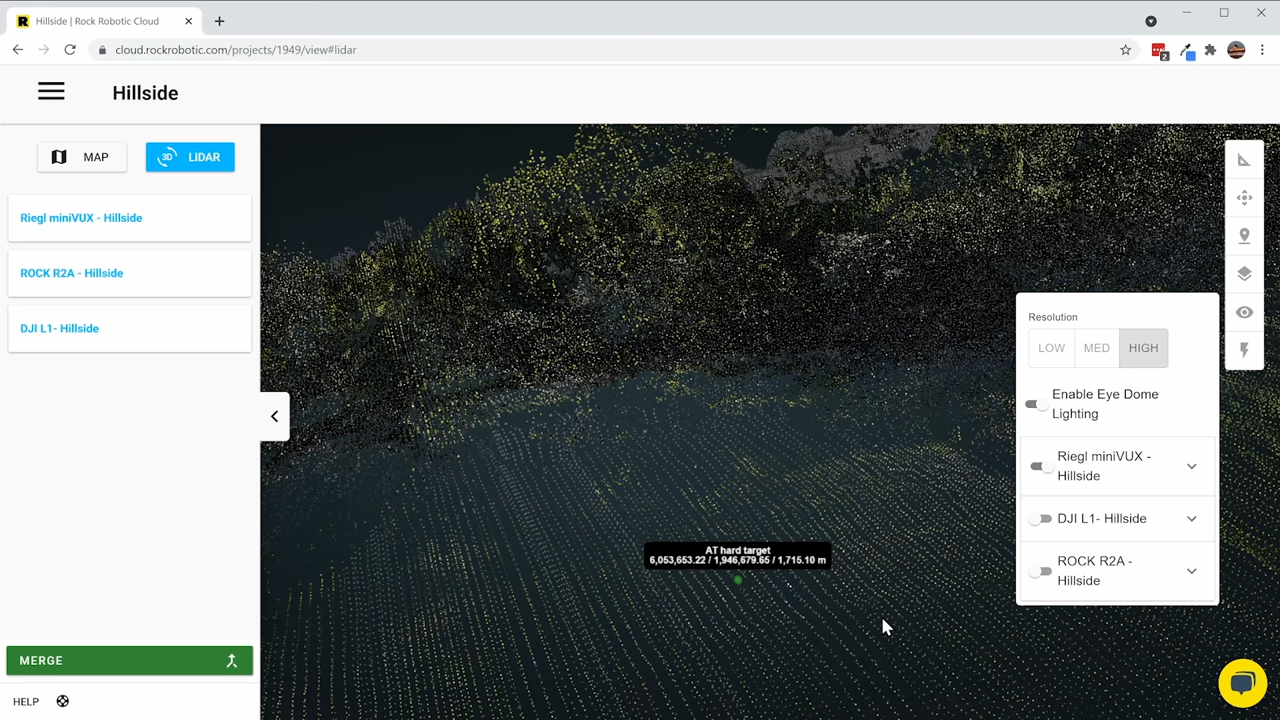 Hillside | Rock Robotic Cloud
cloud.rockrobotic.com/projects/1949/view#lidar
2
Hillside
MAP
3D LIDAR
Riegl miniVUX - Hillside
ROCK R2A - Hillside
DJI L1- Hillside
AT hard target
6,053,653.22 / 1,946,679.65 / 1,715.10 m
Resolution
LOW MED HIGH
Enable Eye Dome
Lighting
Riegl miniVUX -
Hillside
DJI L1- Hillside
ROCK R2A -
Hillside
MERGE
HELP